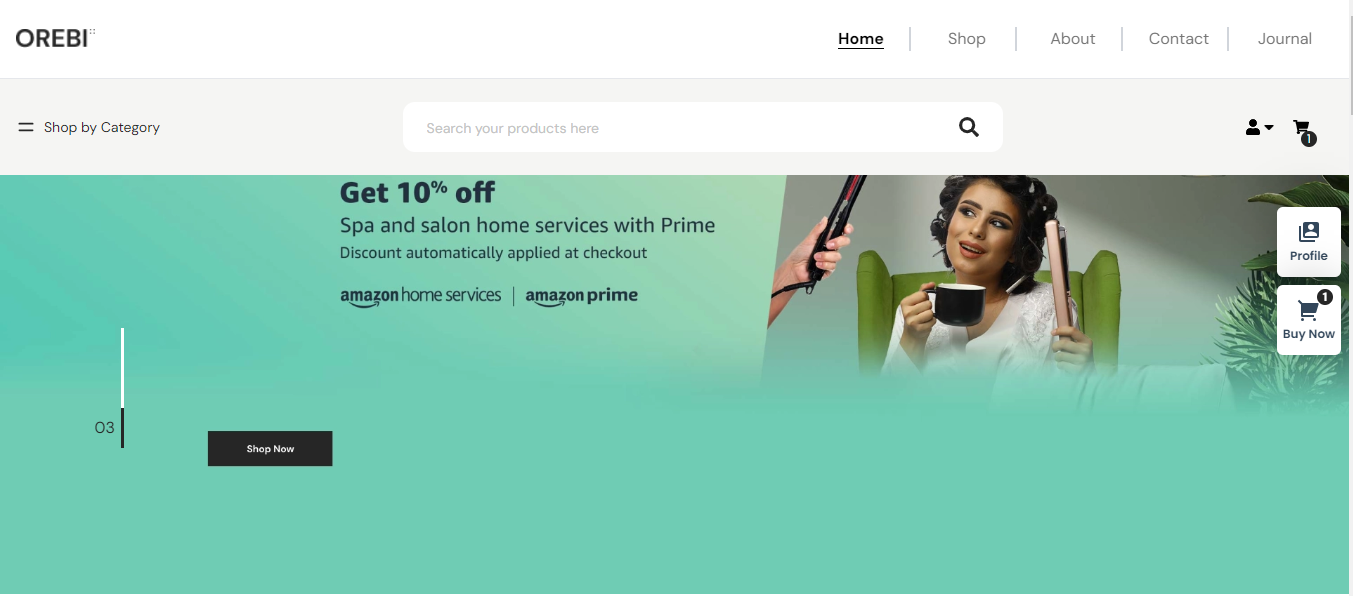 OREBI
Home
Shop
About
Contact
Journal
Shop by Category
Search your products here
1
Get 10% off
Spa and salon home services with Prime
Discount automatically applied at checkout
amazon home services | amazon prime
Profile
1
Buy Now
03
Shop Now